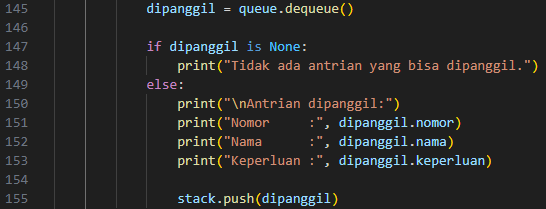 145 dipanggil = queue.dequeue()
146
147 if dipanggil is None:
148 print("Tidak ada antrian yang bisa dipanggil.")
149 else:
150 print("\nAntrian dipanggil:")
151 print("Nomor     :", dipanggil.nomor)
152 print("Nama      :", dipanggil.nama)
153 print("Keperluan :", dipanggil.keperluan)
154
155 stack.push(dipanggil)